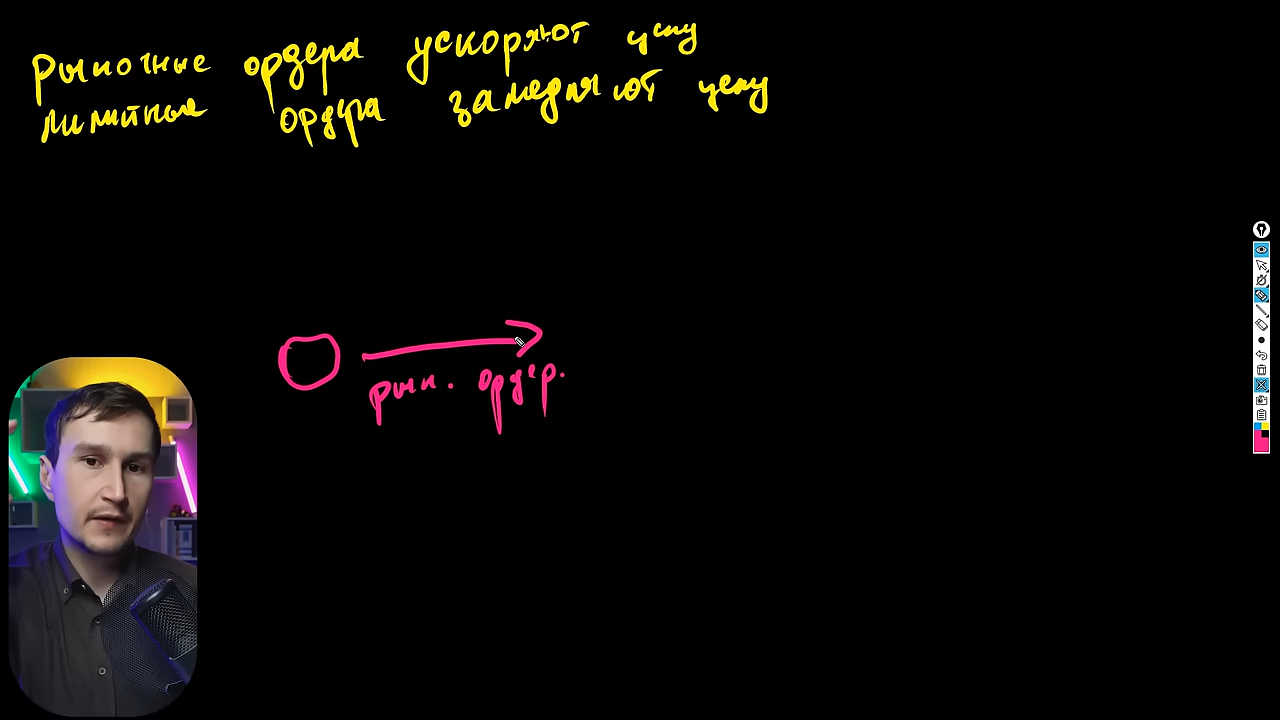 Рыночные ордера ускоряют цену
лимитные ордера замедляют цену
рын. ордер.